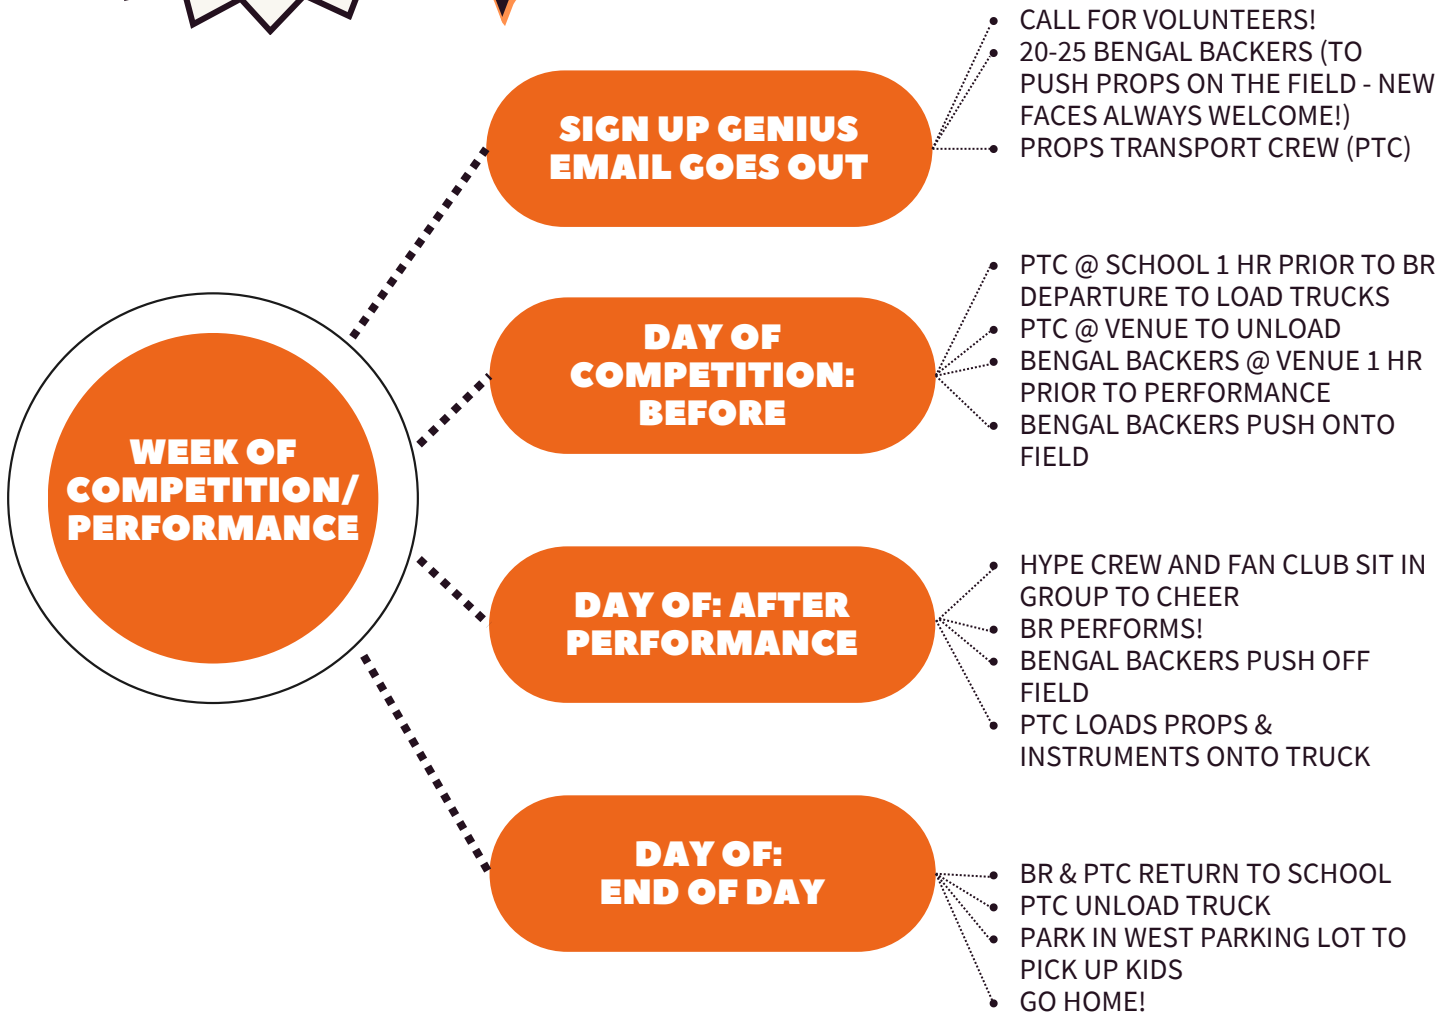 WEEK OF
COMPETITION/
PERFORMANCE
SIGN UP GENIUS
EMAIL GOES OUT
• CALL FOR VOLUNTEERS!
• 20-25 BENGAL BACKERS (TO
PUSH PROPS ON THE FIELD - NEW
FACES ALWAYS WELCOME!)
• PROPS TRANSPORT CREW (PTC)
DAY OF
COMPETITION:
BEFORE
• PTC @ SCHOOL 1 HR PRIOR TO BR
DEPARTURE TO LOAD TRUCKS
• PTC @ VENUE TO UNLOAD
• BENGAL BACKERS @ VENUE 1 HR
PRIOR TO PERFORMANCE
• BENGAL BACKERS PUSH ONTO
FIELD
DAY OF: AFTER
PERFORMANCE
• HYPE CREW AND FAN CLUB SIT IN
GROUP TO CHEER
• BR PERFORMS!
• BENGAL BACKERS PUSH OFF
FIELD
• PTC LOADS PROPS &
INSTRUMENTS ONTO TRUCK
DAY OF:
END OF DAY
• BR & PTC RETURN TO SCHOOL
• PTC UNLOAD TRUCK
• PARK IN WEST PARKING LOT TO
PICK UP KIDS
• GO HOME!